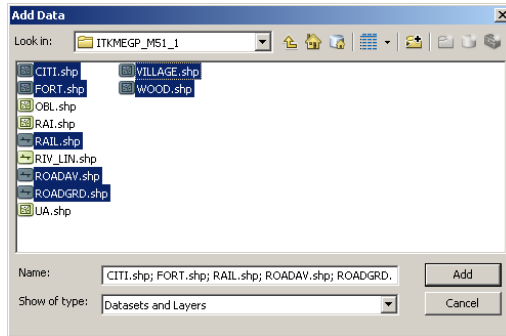 Add Data
Look in: ITKMEGP_M51_1
CITI.shp
FORT.shp
OBL.shp
RAI.shp
RAIL.shp
RIV_LIN.shp
ROADAV.shp
ROADGRD.shp
UA.shp
VILLAGE.shp
WOOD.shp
Name: CITI.shp; FORT.shp; RAIL.shp; ROADAV.shp; ROADGRD.
Add
Show of type: Datasets and Layers
Cancel